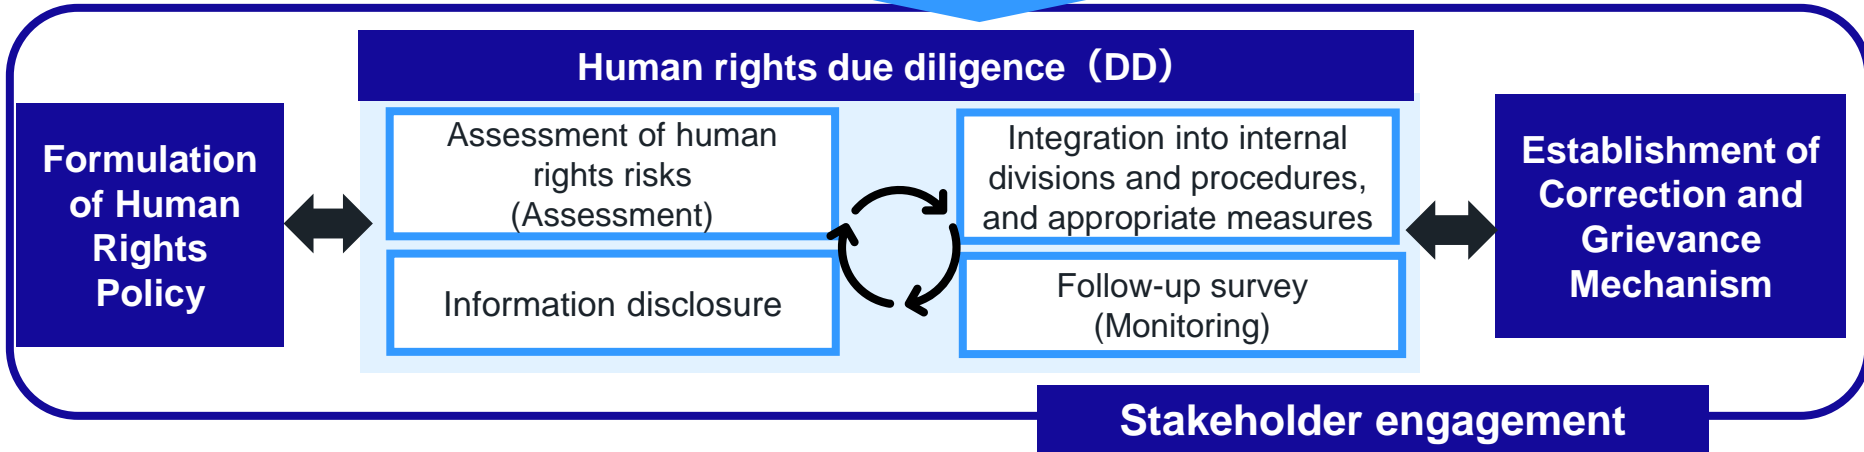 Human rights due diligence（DD）
Formulation
of Human
Rights
Policy
Assessment of human
rights risks
(Assessment)
Integration into internal
divisions and procedures,
and appropriate measures
Information disclosure
Follow-up survey
(Monitoring)
Establishment of
Correction and
Grievance
Mechanism
Stakeholder engagement